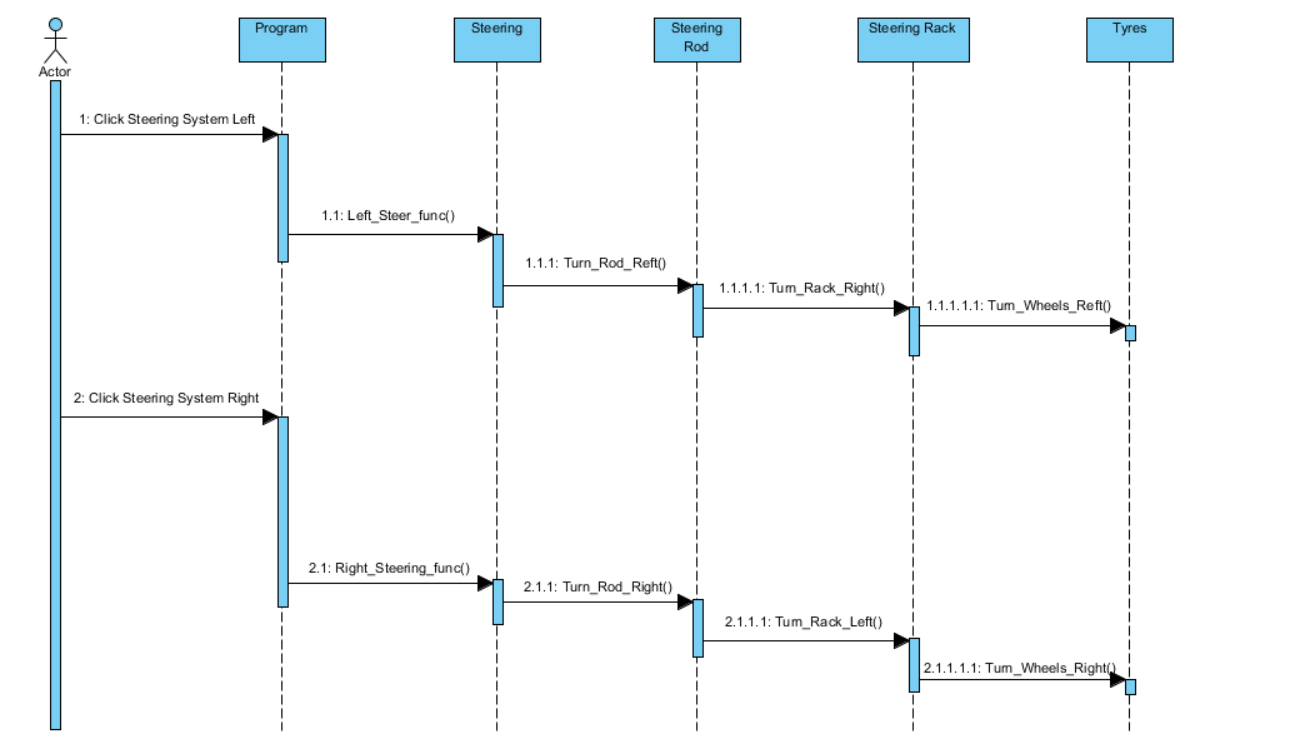 Actor
Program
Steering
Steering
Rod
Steering Rack
Tyres
1: Click Steering System Left
1.1: Left_Steer_func()
1.1.1: Turn_Rod_Reft()
1.1.1.1: Turn_Rack_Right()
1.1.1.1.1: Turn_Wheels_Reft()
2: Click Steering System Right
2.1: Right_Steering_func()
2.1.1: Turn_Rod_Right()
2.1.1.1: Turn_Rack_Left()
2.1.1.1.1: Turn_Wheels_Right()